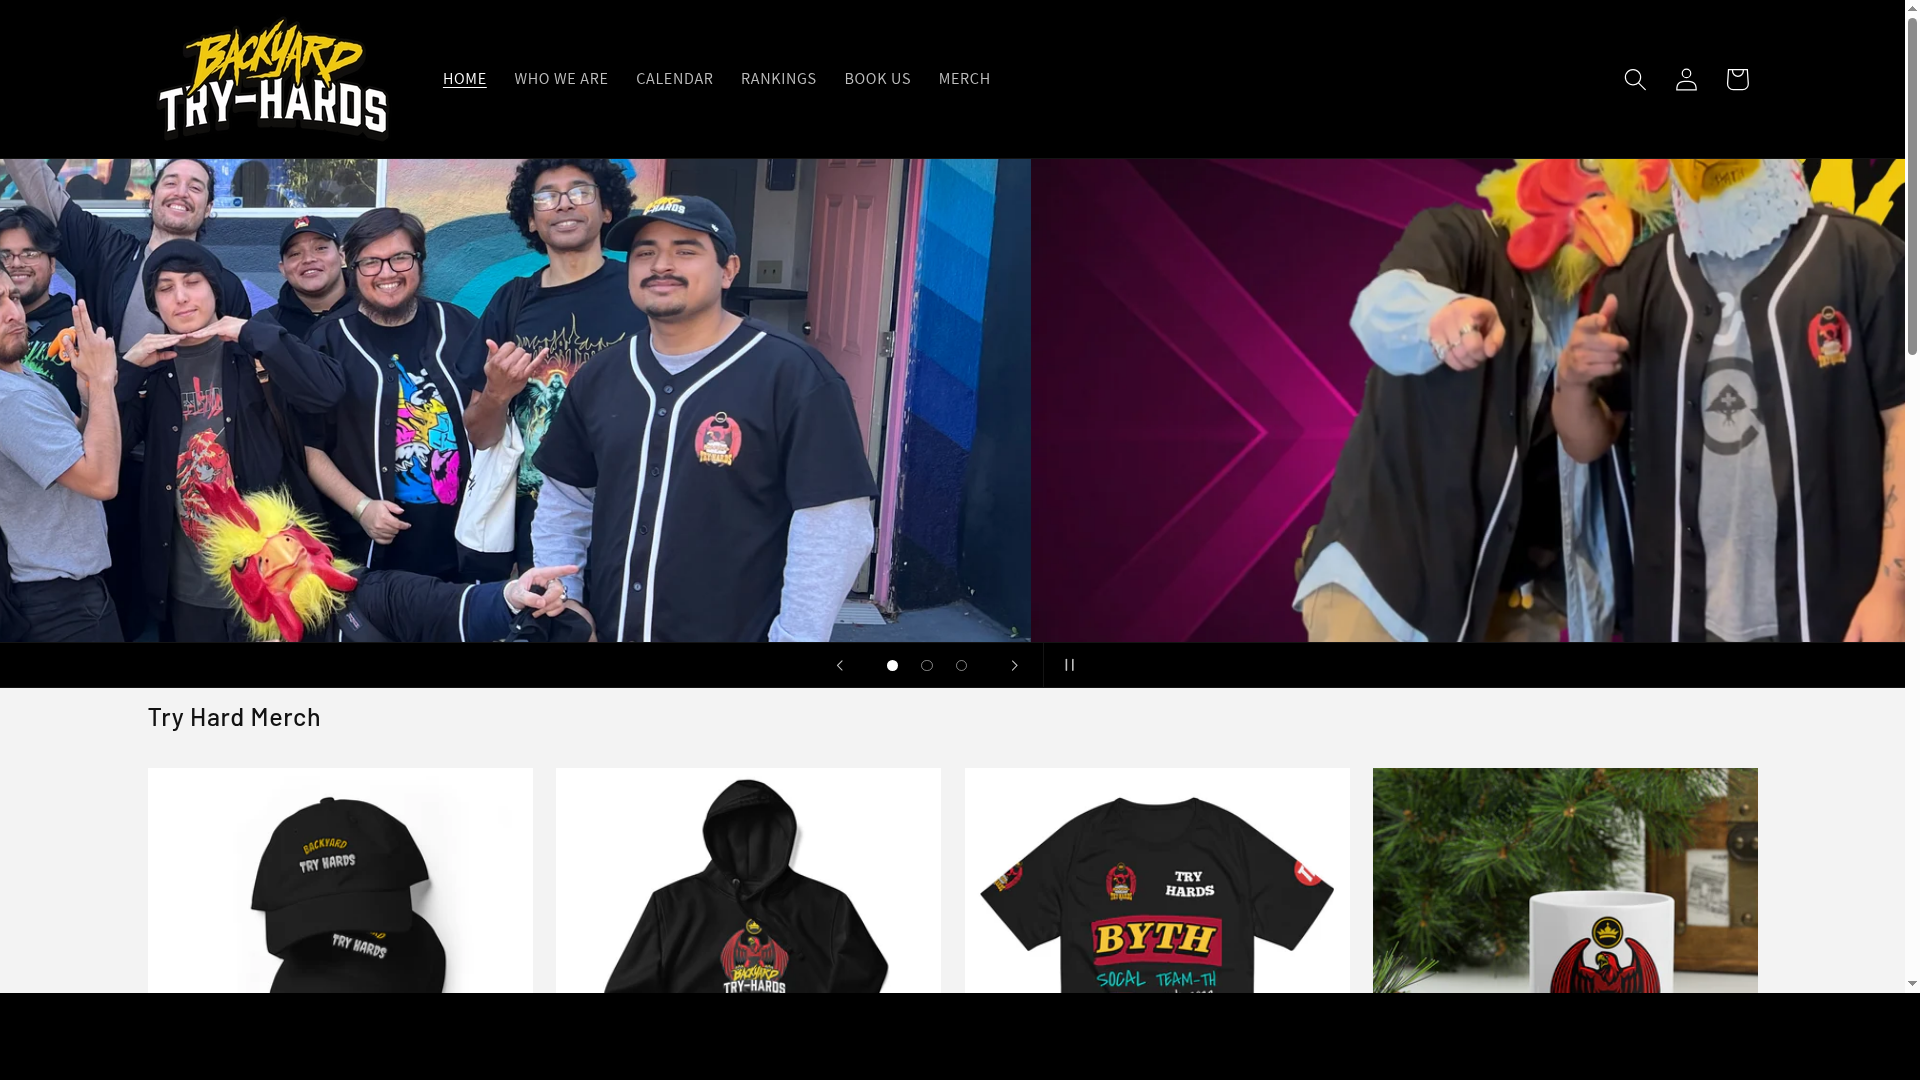 BACKYARD
TRY-HARDS
HOME
WHO WE ARE
CALENDAR
RANKINGS
BOOK US
MERCH
Try Hard Merch
BACKYARD
TRY HARDS
TRY HARDS
BACKYARD
TRY-HARDS
TRY
HARDS
BYTH
SOCAL TEAM-TH